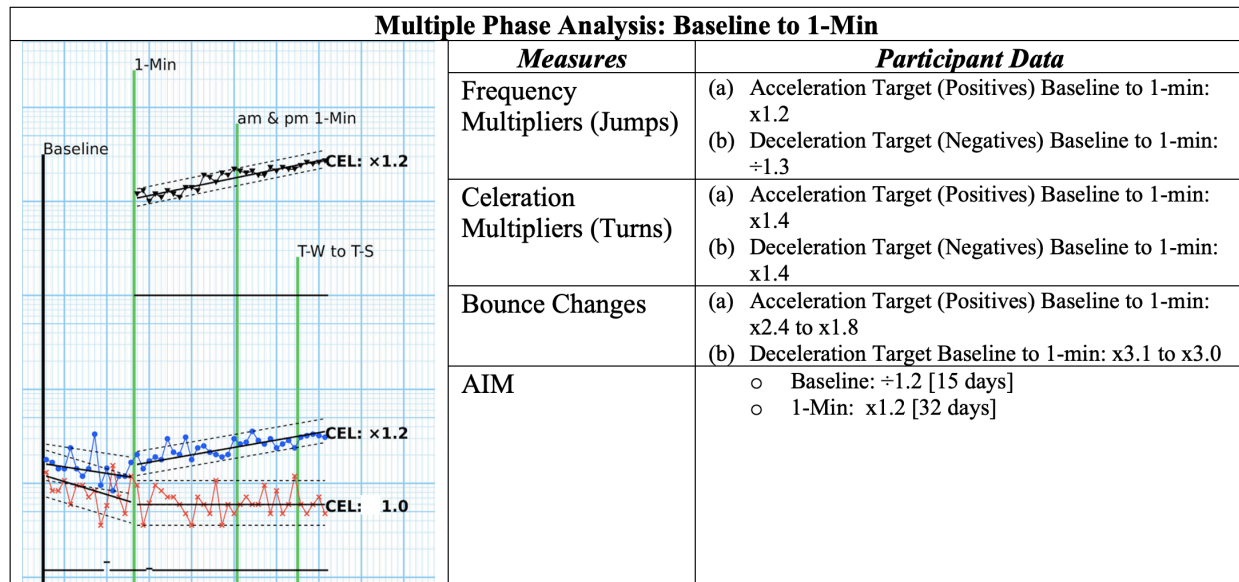 Multiple Phase Analysis: Baseline to 1-Min
1-Min
am & pm 1-Min
Baseline
CEL: ×1.2
T-W to T-S
CEL: ×1.2
CEL: 1.0
Measures
Participant Data
Frequency
Multipliers (Jumps)
(a) Acceleration Target (Positives) Baseline to 1-min:
x1.2
(b) Deceleration Target (Negatives) Baseline to 1-min:
÷1.3
Celeration
Multipliers (Turns)
(a) Acceleration Target (Positives) Baseline to 1-min:
x1.4
(b) Deceleration Target (Negatives) Baseline to 1-min:
x1.4
Bounce Changes
(a) Acceleration Target (Positives) Baseline to 1-min:
x2.4 to x1.8
(b) Deceleration Target Baseline to 1-min: x3.1 to x3.0
AIM
o Baseline: ÷1.2 [15 days]
o 1-Min: x1.2 [32 days]